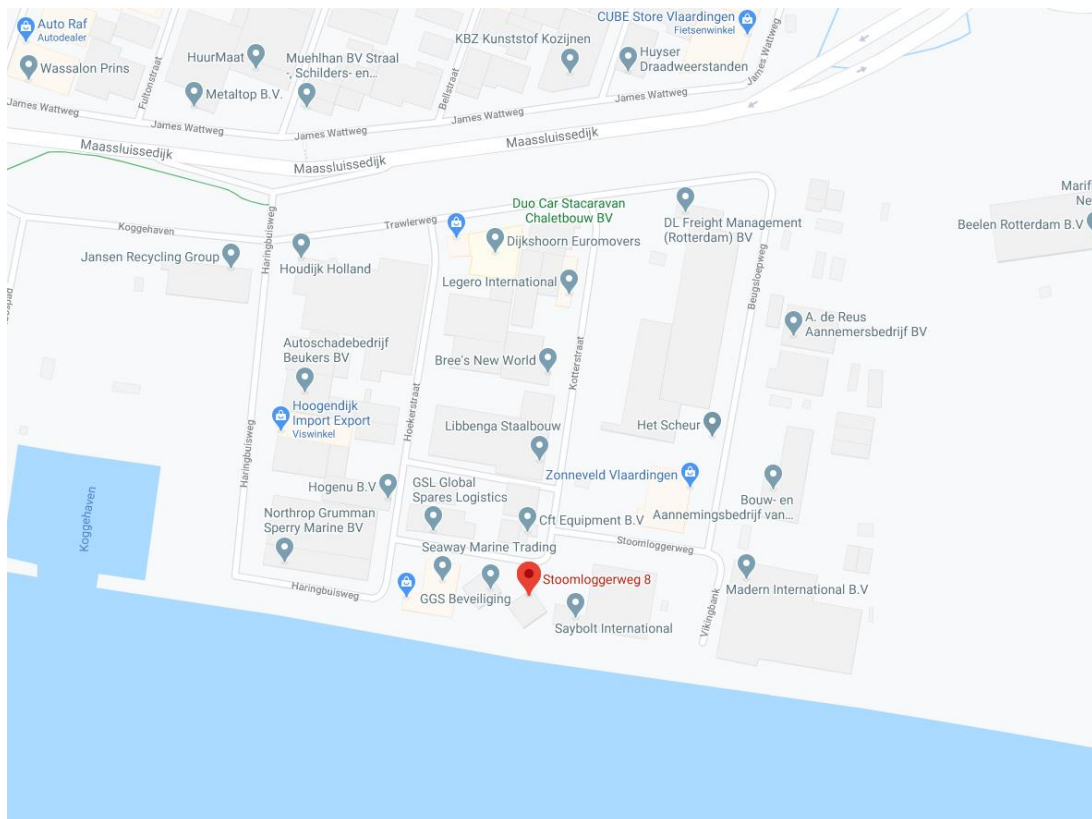 Auto Raf
Autodealer
Wassalon Prins
HuurMaat
Metaltop B.V.
Muehlhan BV Straal
-, Schilders- en...
KBZ Kunststof Kozijnen
CUBE Store Vlaardingen
Fietsenwinkel
Huyser
Draadweerstanden
Fultonstraat
Bellstraat
James Wattweg
James Wattweg
James Wattweg
James Wattweg
James Wattweg
James Wattweg
Maassluissedijk
Maassluissedijk
Maassluissedijk
Koggehaven
Trawlerweg
Haringbuisweg
Jansen Recycling Group
Houdijk Holland
Duo Car Stacaravan
Chaletbouw BV
Dijkshoorn Euromovers
Legero International
DL Freight Management
(Rotterdam) BV
Beugsloepweg
Marif
Ne
Beelen Rotterdam B.V
A. de Reus
Aannemersbedrijf BV
Autoschadebedrijf
Beukers BV
Bree's New World
Kotterstraat
Hoekerstraat
Hoogendijk
Import Export
Viswinkel
Haringbuisweg
Libbenga Staalbouw
Het Scheur
Zonneveld Vlaardingen
Hogenu B.V
GSL Global
Spares Logistics
Bouw- en
Aannemingsbedrijf van...
Northrop Grumman
Sperry Marine BV
Cft Equipment B.V
Stoomloggerweg
Koggehaven
Seaway Marine Trading
Stoomloggerweg 8
Haringbuisweg
GGS Beveiliging
Madern International B.V
Saybolt International
Vikingbank